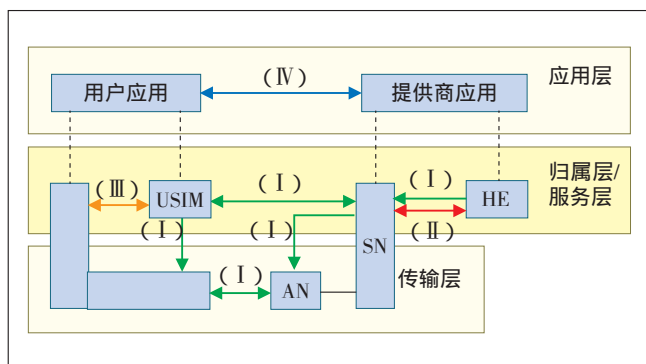 (Ⅳ)
应用层
用户应用
提供商应用
归属层/
服务层
(Ⅲ)
USIM
(Ⅰ)
(Ⅰ)
HE
(Ⅰ)
(Ⅰ)
(Ⅱ)
SN
(Ⅰ)
AN
传输层